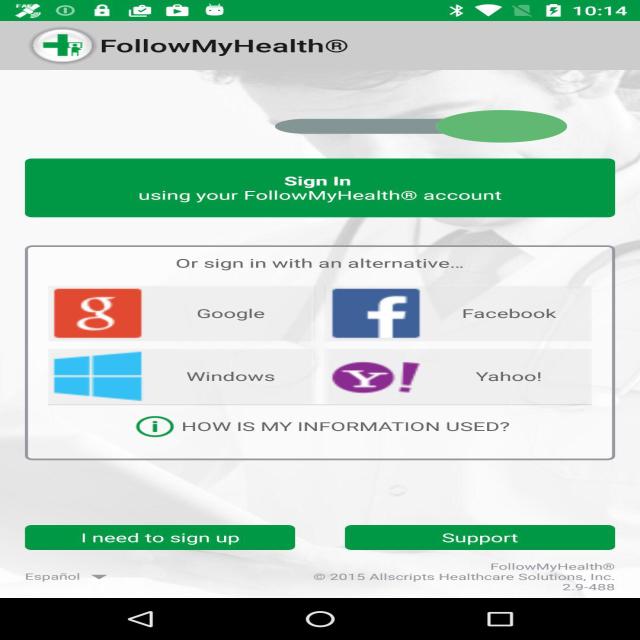 10:14
FollowMyHealth®
Sign In
using your FollowMyHealth® account
Or sign in with an alternative...
Google
Facebook
Windows
Yahoo!
HOW IS MY INFORMATION USED?
I need to sign up
Support
Español
FollowMyHealth®
© 2015 Allscripts Healthcare Solutions, Inc.
2.9-488